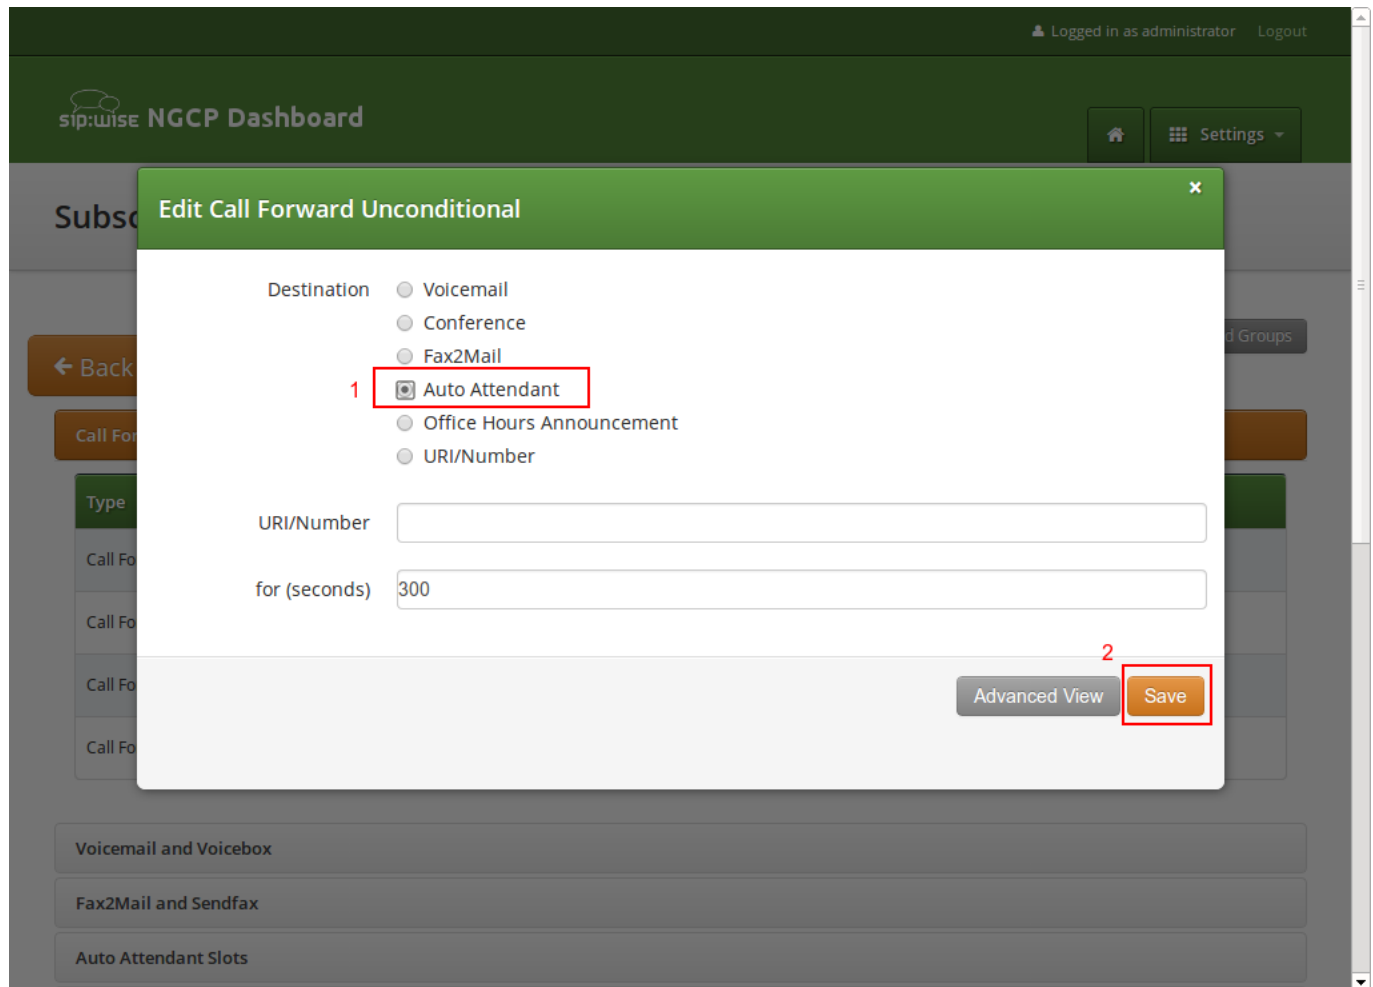 Logged in as administrator Logout
sip:wise NGCP Dashboard
Settings
Subsc
Edit Call Forward Unconditional ×
Destination Voicemail
Conference
d Groups
Fax2Mail
Back
1 Auto Attendant
Office Hours Announcement
Call For
URI/Number
Type
URI/Number
Call Fo
for (seconds) 300
Call Fo
2
Call Fo
Advanced View Save
Call Fo
Voicemail and Voicebox
Fax2Mail and Sendfax
Auto Attendant Slots